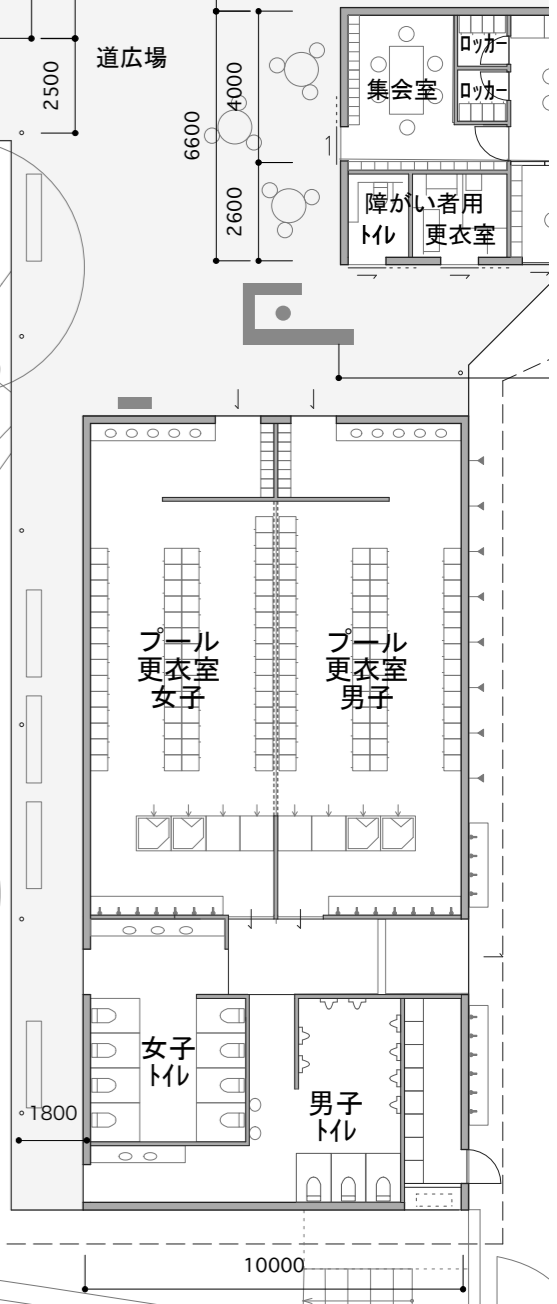 道広場
2500
4000
6600
2600
ロッカー
集会室
ロッカー
障がい者用
トイレ
更衣室
プール
更衣室
女子
プール
更衣室
男子
女子
トイレ
男子
トイレ
1800
10000